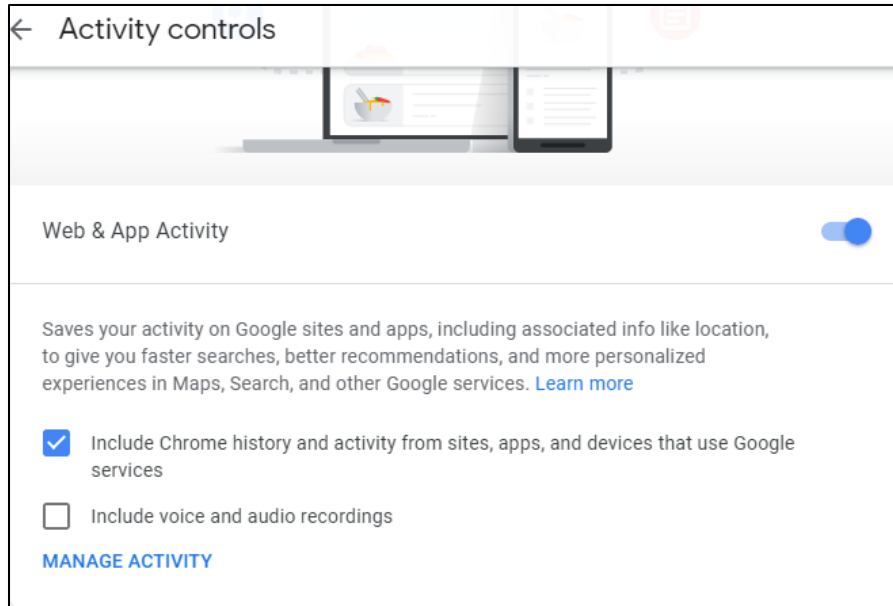 Activity controls
Web & App Activity
Saves your activity on Google sites and apps, including associated info like location,
to give you faster searches, better recommendations, and more personalized
experiences in Maps, Search, and other Google services. Learn more
Include Chrome history and activity from sites, apps, and devices that use Google
services
Include voice and audio recordings
MANAGE ACTIVITY